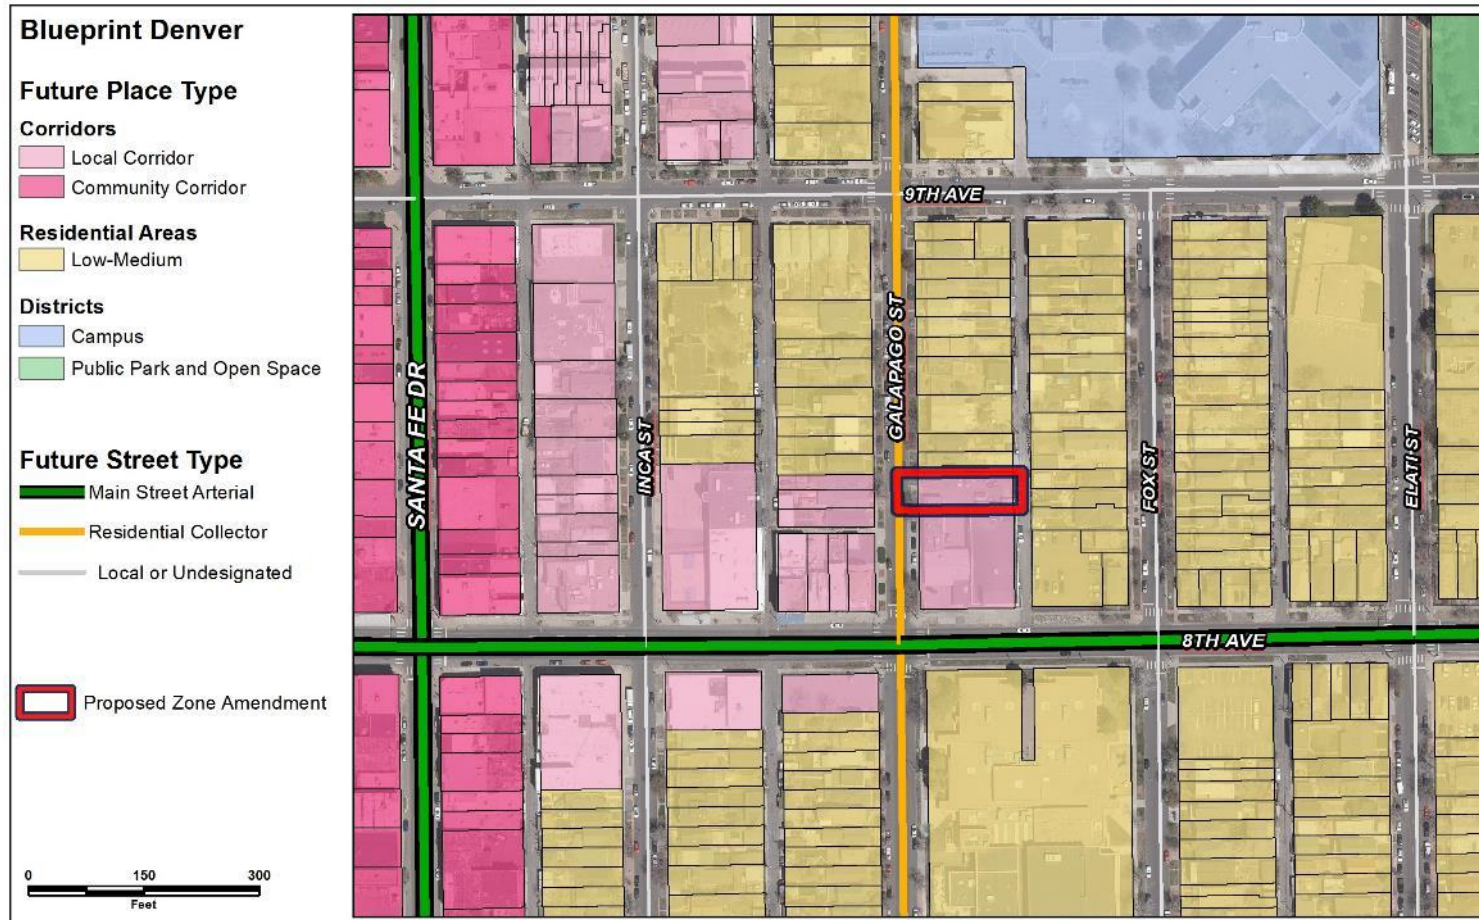 Blueprint Denver
Future Place Type
Corridors
Local Corridor
Community Corridor
Residential Areas
Low-Medium
Districts
Campus
Public Park and Open Space
Future Street Type
Main Street Arterial
Residential Collector
Local or Undesignated
Proposed Zone Amendment
0 150 300
Feet
9TH AVE
SANTA FE DR
INCA ST
GALAPAGO ST
FOX ST
ELATI ST
8TH AVE